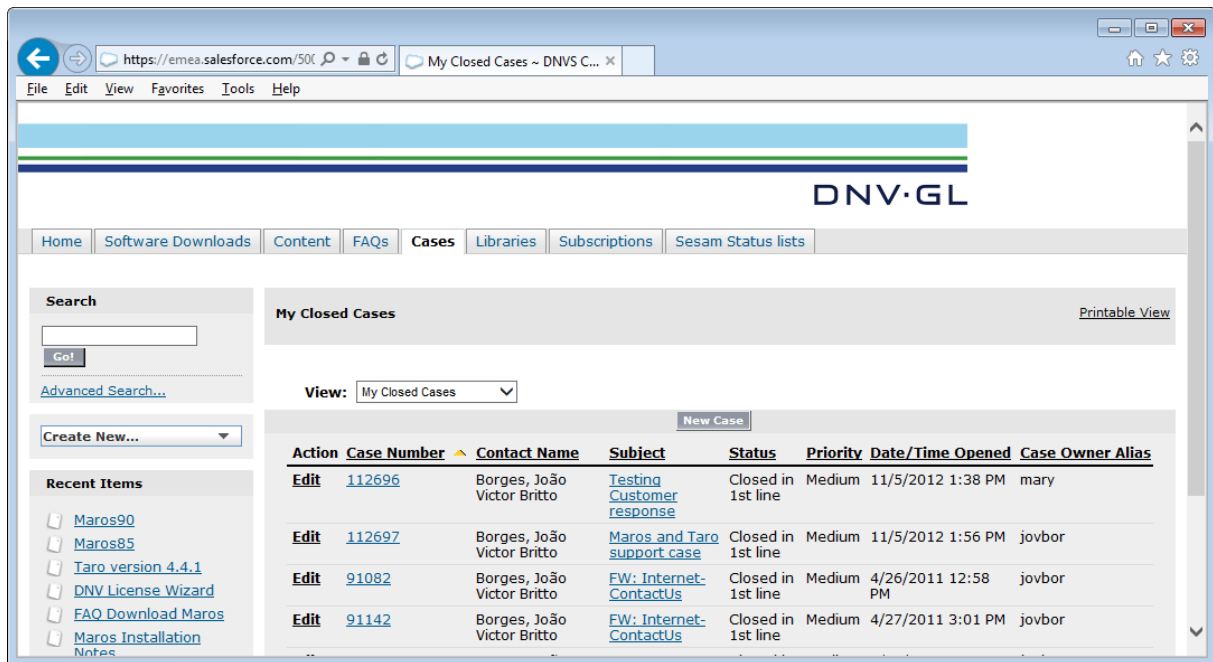 https://emea.salesforce.com/50(
My Closed Cases ~ DNVS C...
File Edit View Favorites Tools Help
DNV·GL
Home Software Downloads Content FAQs Cases Libraries Subscriptions Sesam Status lists
Search
Go!
Advanced Search...
Create New...
Recent Items
Maros90
Maros85
Taro version 4.4.1
DNV License Wizard
FAQ Download Maros
Maros Installation
Notes
My Closed Cases
Printable View
View: My Closed Cases
New Case
Action Case Number Contact Name Subject Status Priority Date/Time Opened Case Owner Alias
Edit 112696 Borges, João Testing Closed in Medium 11/5/2012 1:38 PM mary
Victor Britto Customer 1st line
response
Edit 112697 Borges, João Maros and Taro Closed in Medium 11/5/2012 1:56 PM jovbor
Victor Britto support case 1st line
Edit 91082 Borges, João FW: Internet- Closed in Medium 4/26/2011 12:58 jovbor
Victor Britto ContactUs 1st line PM
Edit 91142 Borges, João FW: Internet- Closed in Medium 4/27/2011 3:01 PM jovbor
Victor Britto ContactUs 1st line